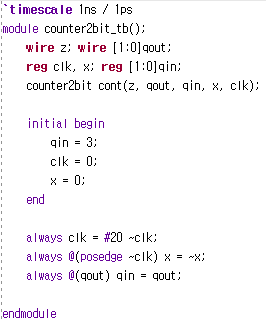 `timescale 1ns / 1ps
module counter2bit_tb();
wire z; wire [1:0]qout;
reg clk, x; reg [1:0]qin;
counter2bit cont(z, qout, qin, x, clk);
initial begin
qin = 3;
clk = 0;
x = 0;
end
always clk = #20 ~clk;
always @(posedge ~clk) x = ~x;
always @(qout) qin = qout;
endmodule